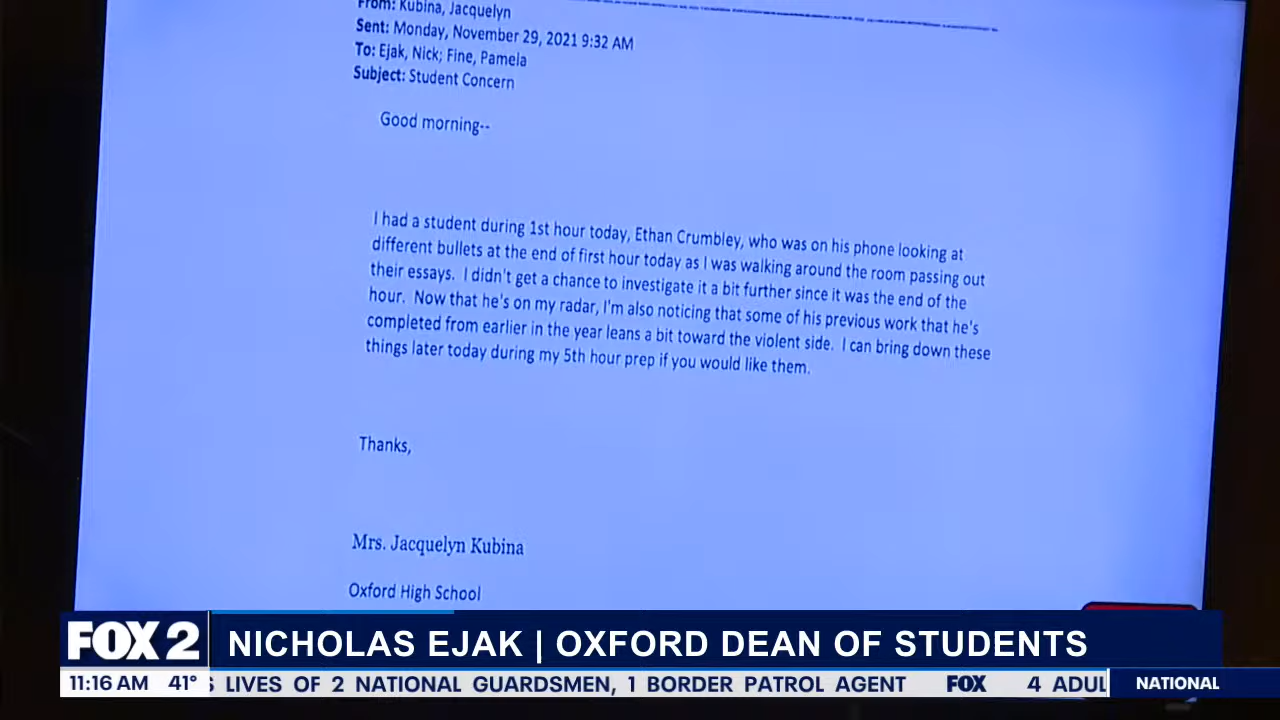 From: Kubina, Jacquelyn
Sent: Monday, November 29, 2021 9:32 AM
To: Ejak, Nick; Fine, Pamela
Subject: Student Concern
Good morning--
I had a student during 1st hour today, Ethan Crumbley, who was on his phone looking at
different bullets at the end of first hour today as I was walking around the room passing out
their essays. I didn't get a chance to investigate it a bit further since it was the end of the
hour. Now that he's on my radar, I'm also noticing that some of his previous work that he's
completed from earlier in the year leans a bit toward the violent side. I can bring down these
things later today during my 5th hour prep if you would like them.
Thanks,
Mrs. Jacquelyn Kubina
Oxford High School
FOX 2 NICHOLAS EJAK | OXFORD DEAN OF STUDENTS
11:16 AM 41° LIVES OF 2 NATIONAL GUARDSMEN, 1 BORDER PATROL AGENT FOX 4 NATIONAL